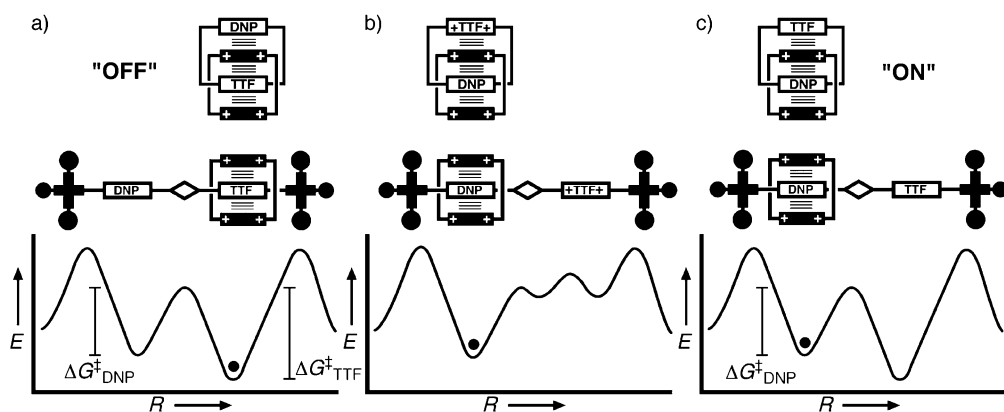 a)
DNP
+ +
"OFF"
TTF
+ +
+ +
DNP
TTF
+ +
E
ΔG‡DNP
ΔG‡TTF
R
b)
+TTF+
+ +
DNP
+ +
+ +
DNP
+TTF+
+ +
E
R
c)
TTF
+ +
"ON"
DNP
+ +
+ +
DNP
TTF
+ +
E
ΔG‡DNP
R